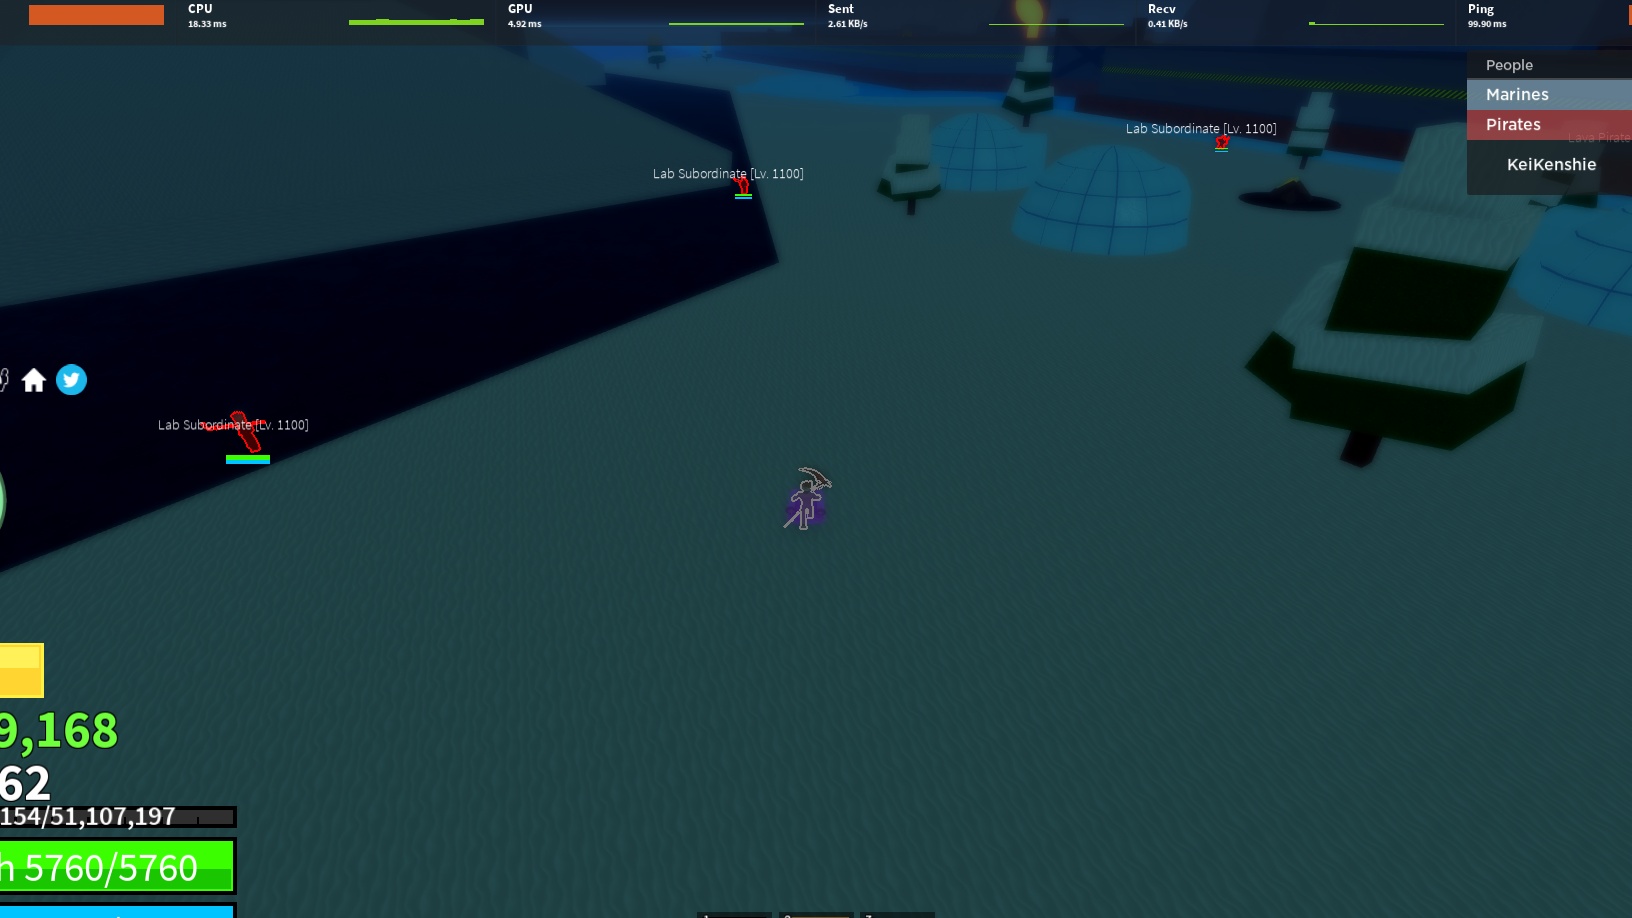 CPU
18.33 ms
GPU
4.92 ms
Sent
2.61 KB/s
Recv
0.41 KB/s
Ping
99.90 ms
People
Marines
Pirates
Lava Pirate
KeiKenshie
Lab Subordinate [Lv. 1100]
Lab Subordinate [Lv. 1100]
Lab Subordinate [Lv. 1100]
9,168
62
154/51,107,197
h 5760/5760